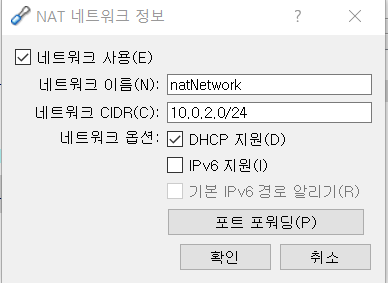 NAT 네트워크 정보
네트워크 사용(E)
네트워크 이름(N): natNetwork
네트워크 CIDR(C): 10,0,2,0/24
네트워크 옵션: DHCP 지원(D)
IPv6 지원(I)
기본 IPv6 경로 알리기(R)
포트 포워딩(P)
확인 취소